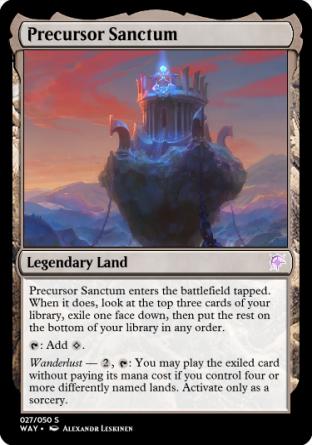 Precursor Sanctum
Legendary Land
Precursor Sanctum enters the battlefield tapped.
When it does, look at the top three cards of your
library, exile one face down, then put the rest on
the bottom of your library in any order.
: Add .
Wanderlust — 2, : You may play the exiled card
without paying its mana cost if you control four or
more differently named lands. Activate only as a
sorcery.
027/050 S
WAY • Alexandr Leskinen